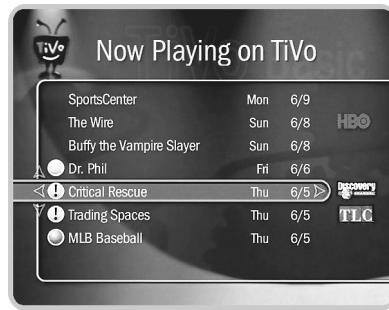 TiVo
Now Playing on TiVo
SportsCenter Mon 6/9
The Wire Sun 6/8 HBO
Buffy the Vampire Slayer Sun 6/8
Dr. Phil Fri 6/6
! Critical Rescue Thu 6/5 Discovery
! Trading Spaces Thu 6/5 TLC
MLB Baseball Thu 6/5